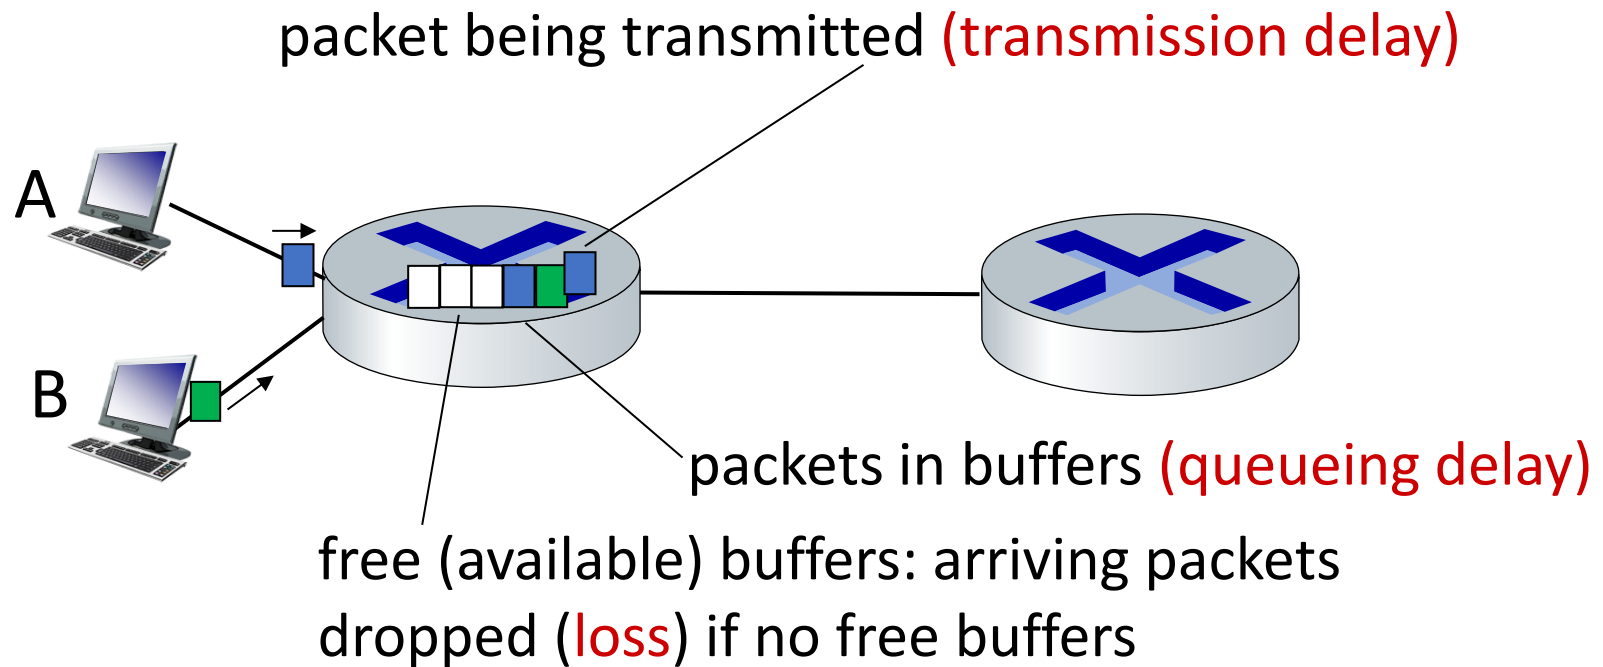 packet being transmitted (transmission delay)
A
B
packets in buffers (queueing delay)
free (available) buffers: arriving packets
dropped (loss) if no free buffers